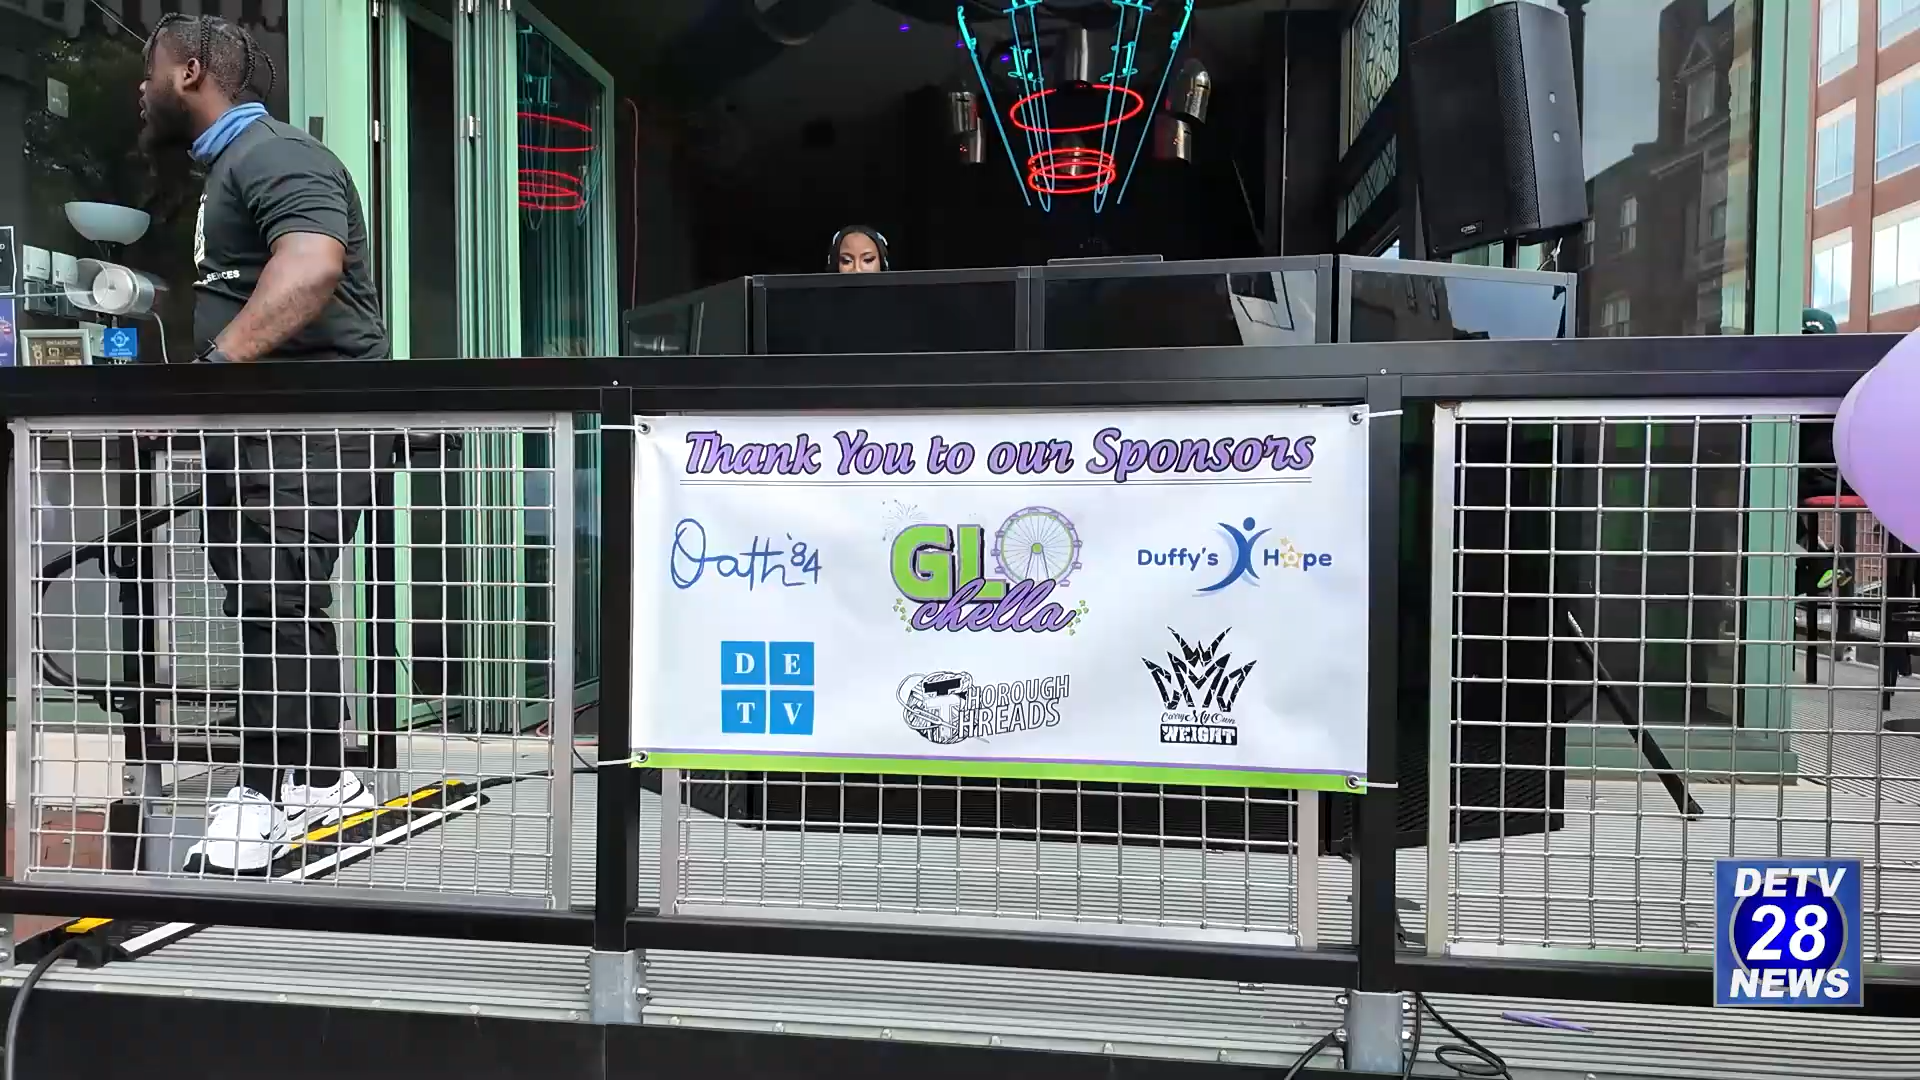 Thank You to our Sponsors
Oath '84
GLO
chella
Duffy's Hope
D E
T V
THOROUGH
THREADS
CMO
Carry My Own
WEIGHT
DETV
28
NEWS